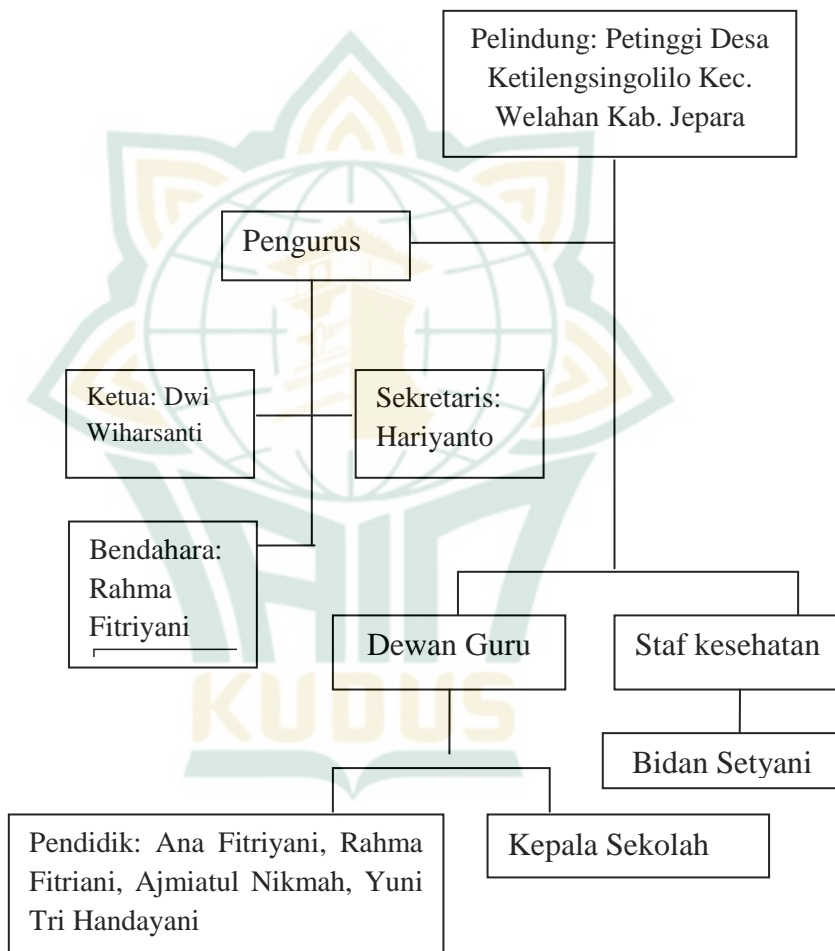 Pelindung: Petinggi Desa
Ketilengsingolilo Kec.
Welahan Kab. Jepara
Pengurus
Ketua: Dwi
Wiharsanti
Sekretaris:
Hariyanto
Bendahara:
Rahma
Fitriyani
Dewan Guru
Staf kesehatan
Bidan Setyani
Pendidik: Ana Fitriyani, Rahma
Fitriani, Ajmiatul Nikmah, Yuni
Tri Handayani
Kepala Sekolah
IAIN
KUDUS